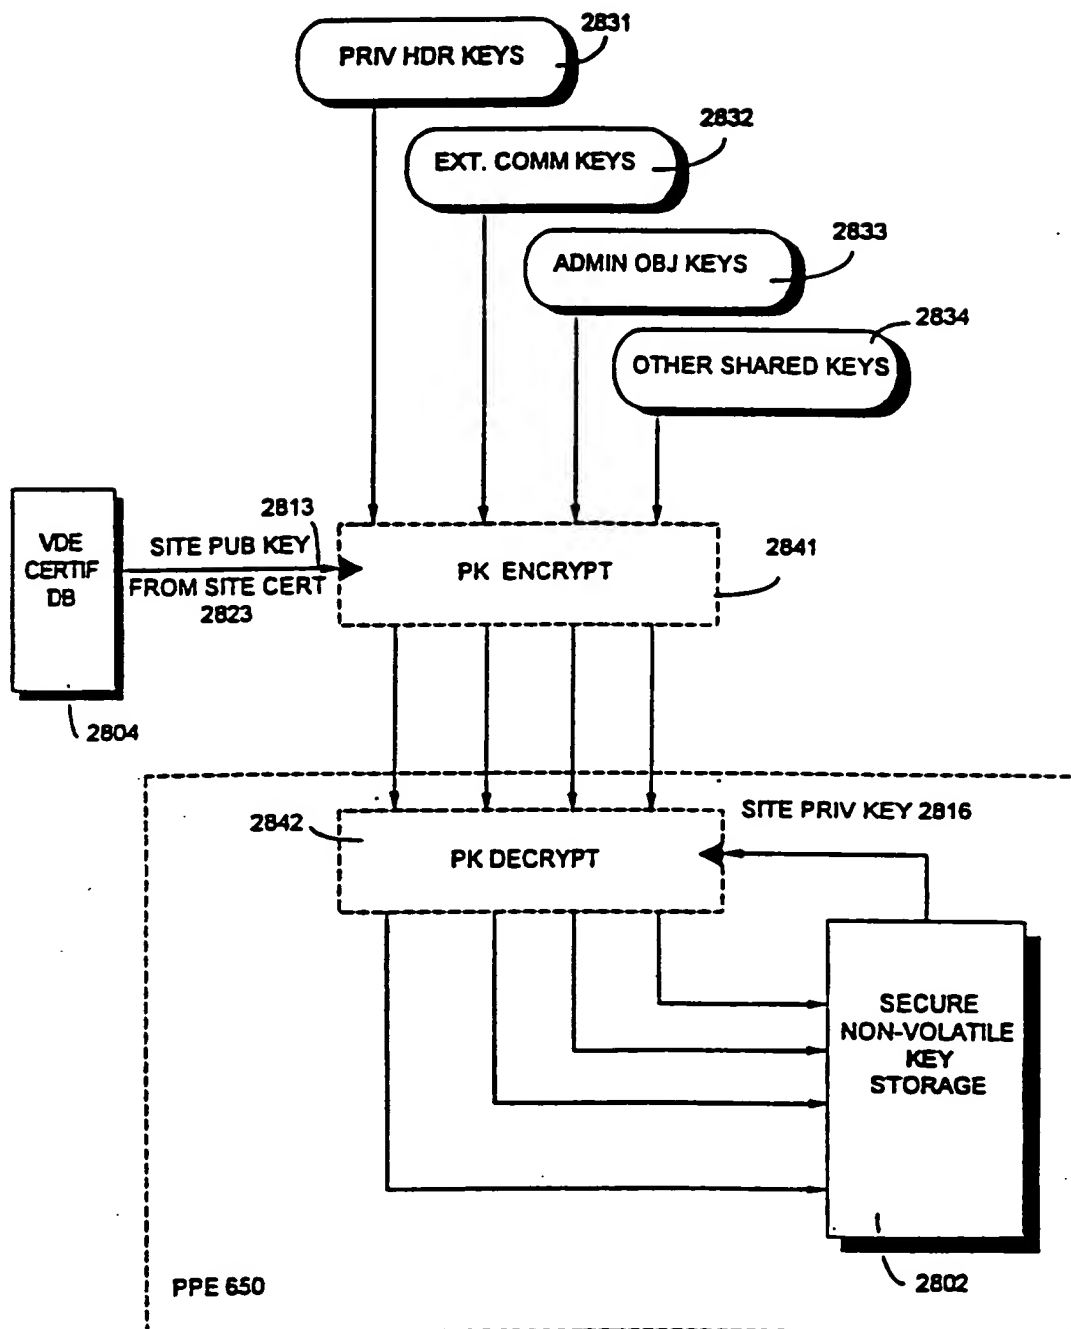 2831
PRIV HDR KEYS
2832
EXT. COMM KEYS
2833
ADMIN OBJ KEYS
2834
OTHER SHARED KEYS
VDE
CERTIF
DB
2804
2813
SITE PUB KEY
FROM SITE CERT
2823
PK ENCRYPT
2841
2842
PK DECRYPT
SITE PRIV KEY 2816
SECURE
NON-VOLATILE
KEY
STORAGE
2802
PPE 650